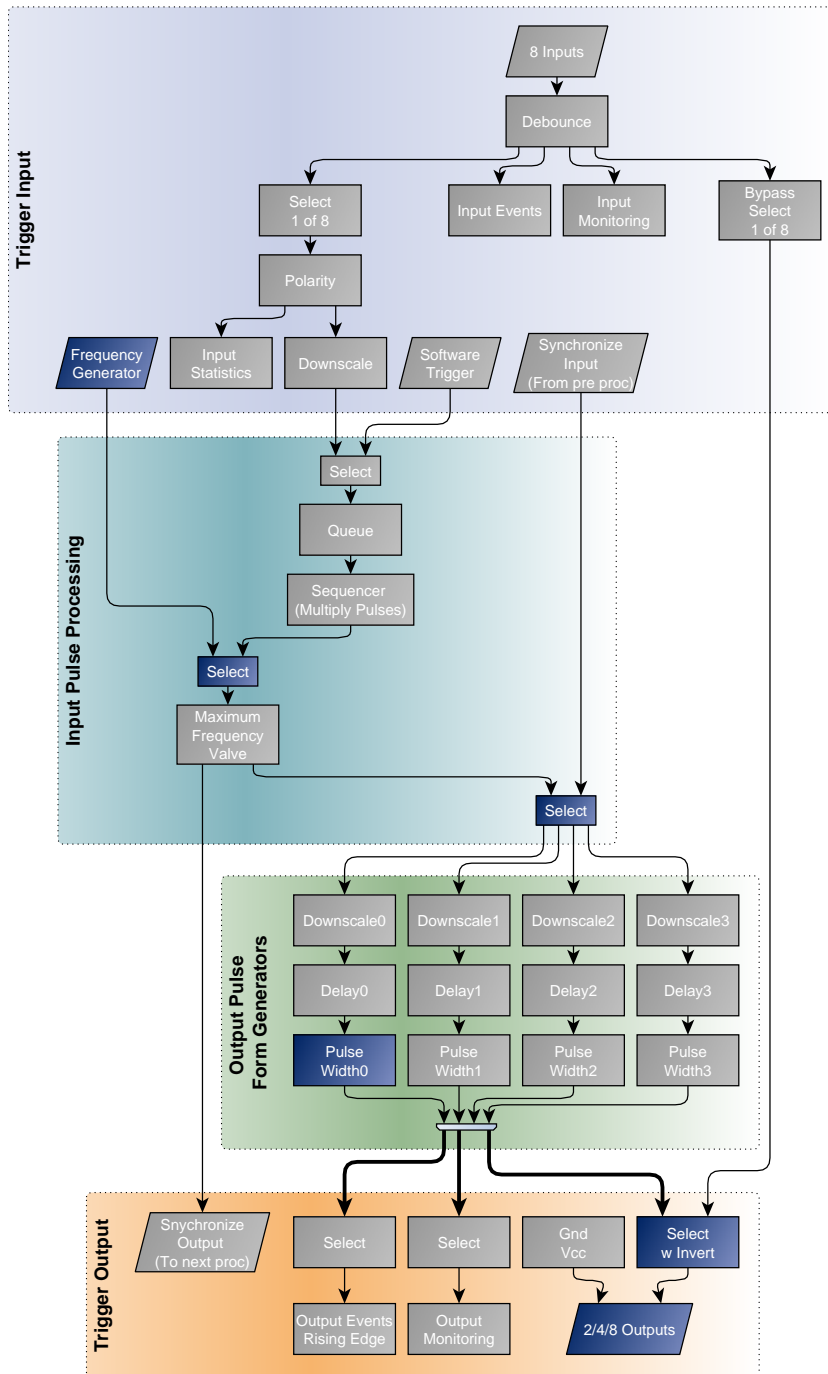 Trigger Input
8 Inputs
Debounce
Select
1 of 8
Input Events
Input
Monitoring
Bypass
Select
1 of 8
Polarity
Frequency
Generator
Input
Statistics
Downscale
Software
Trigger
Synchronize
Input
(From pre proc)
Input Pulse Processing
Select
Queue
Sequencer
(Multiply Pulses)
Select
Maximum
Frequency
Valve
Select
Output Pulse
Form Generators
Downscale0
Downscale1
Downscale2
Downscale3
Delay0
Delay1
Delay2
Delay3
Pulse
Width0
Pulse
Width1
Pulse
Width2
Pulse
Width3
Trigger Output
Snychronize
Output
(To next proc)
Select
Select
Gnd
Vcc
Select
w Invert
Output Events
Rising Edge
Output
Monitoring
2/4/8 Outputs